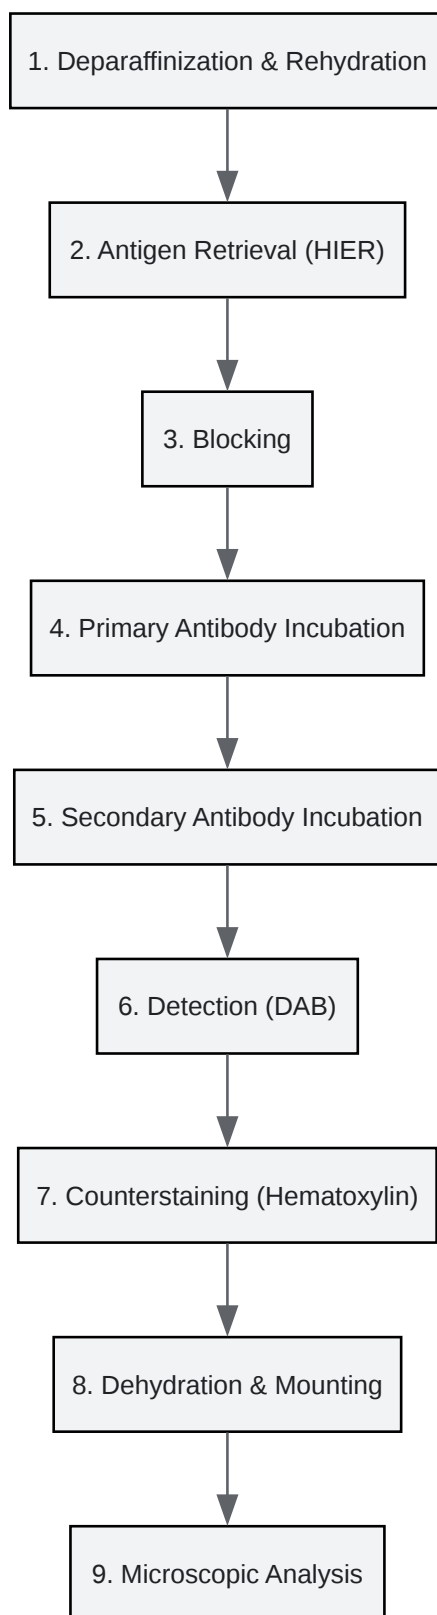 1. Deparaffinization & Rehydration
2. Antigen Retrieval (HIER)
3. Blocking
4. Primary Antibody Incubation
5. Secondary Antibody Incubation
6. Detection (DAB)
7. Counterstaining (Hematoxylin)
8. Dehydration & Mounting
9. Microscopic Analysis